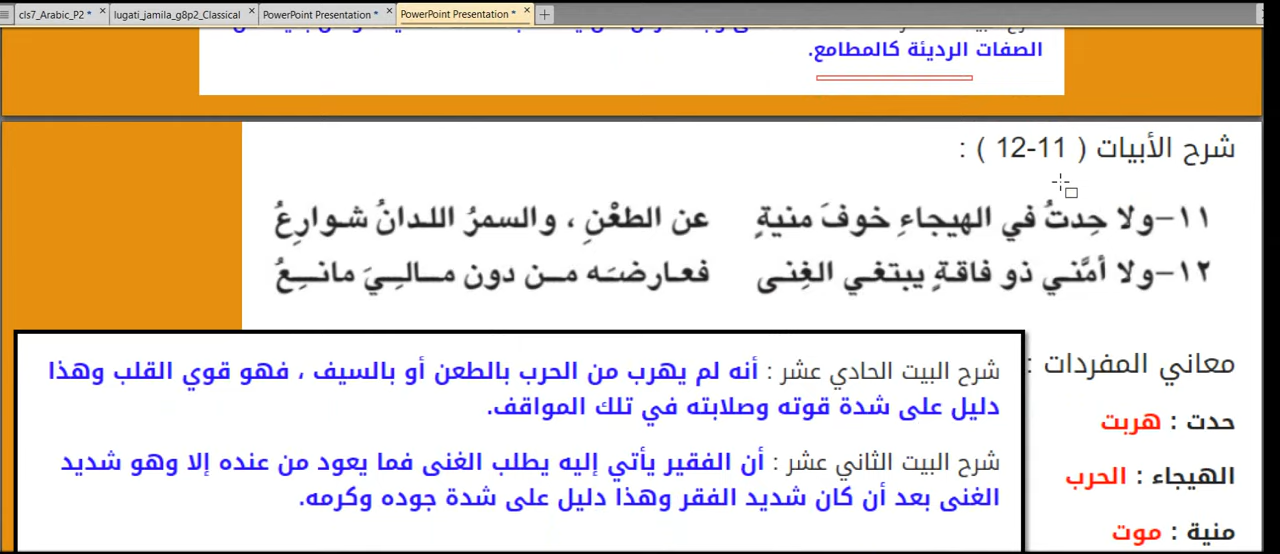 cls7_Arabic_P2 *
lugati_jamila_g8p2_Classical
PowerPoint Presentation *
PowerPoint Presentation *
الصفات الرديئة كالمطامع.
شرح الأبيات ( 11-12 ) :
١١-ولا حِدتُ في الهيجاءِ خوفَ منيةٍ عن الطعْنِ ، والسمرُ اللدانُ شوارِعُ
١٢-ولا أمَّني ذو فاقةٍ يبتغي الغِنى فعارضَه من دون مالِيَ مانِعُ
معاني المفردات :
حدت : هربت
الهيجاء : الحرب
منية : موت
شرح البيت الحادي عشر : أنه لم يهرب من الحرب بالطعن أو بالسيف ، فهو قوي القلب وهذا
دليل على شدة قوته وصلابته في تلك المواقف.
شرح البيت الثاني عشر : أن الفقير يأتي إليه يطلب الغنى فما يعود من عنده إلا وهو شديد
الغنى بعد أن كان شديد الفقر وهذا دليل على شدة جوده وكرمه.